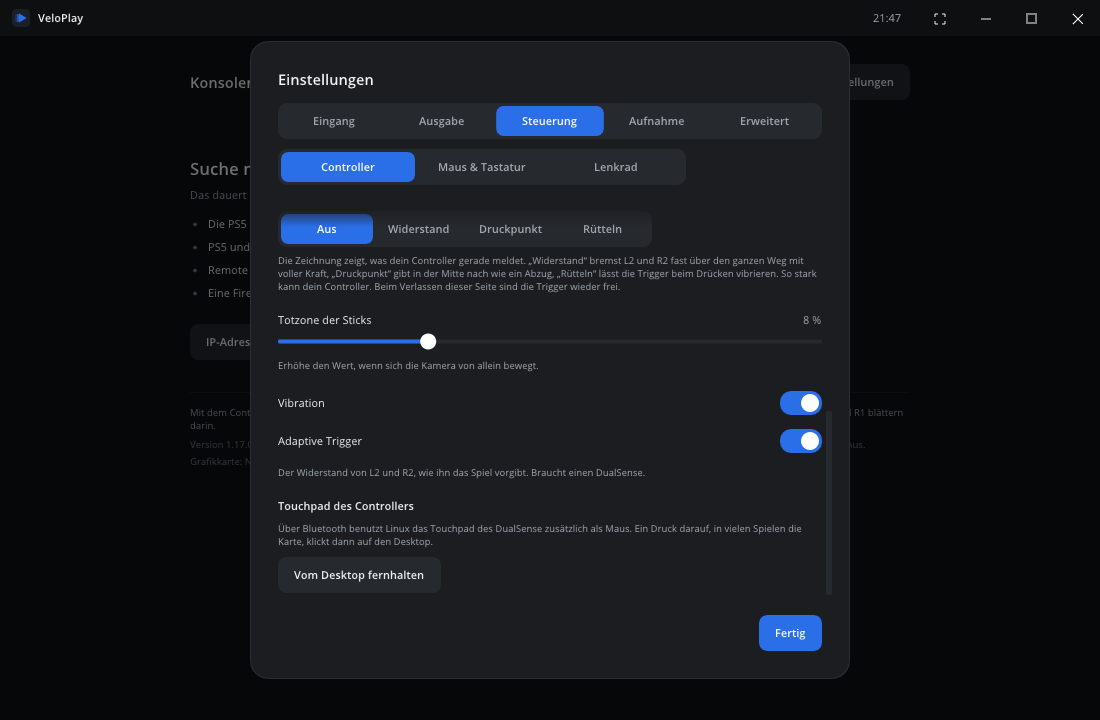 VeloPlay
21:47
Konsolen
Einstellungen
ellungen
Eingang
Ausgabe
Steuerung
Aufnahme
Erweitert
Controller
Maus & Tastatur
Lenkrad
Suche
Das dauert
Die PS5
PS5 und
Remote
Eine Fire
IP-Adres
Aus
Widerstand
Druckpunkt
Rütteln
Die Zeichnung zeigt, was dein Controller gerade meldet. „Widerstand“ bremst L2 und R2 fast über den ganzen Weg mit
voller Kraft, „Druckpunkt“ gibt in der Mitte nach wie ein Abzug, „Rütteln“ lässt die Trigger beim Drücken vibrieren. So stark
kann dein Controller. Beim Verlassen dieser Seite sind die Trigger wieder frei.
Totzone der Sticks
8 %
Erhöhe den Wert, wenn sich die Kamera von allein bewegt.
Vibration
Mit dem Cont
R1 blättern
darin.
Adaptive Trigger
Version 1.17.
Aus.
Grafikkarte:
Der Widerstand von L2 und R2, wie ihn das Spiel vorgibt. Braucht einen DualSense.
Touchpad des Controllers
Über Bluetooth benutzt Linux das Touchpad des DualSense zusätzlich als Maus. Ein Druck darauf, in vielen Spielen die
Karte, klickt dann auf den Desktop.
Vom Desktop fernhalten
Fertig